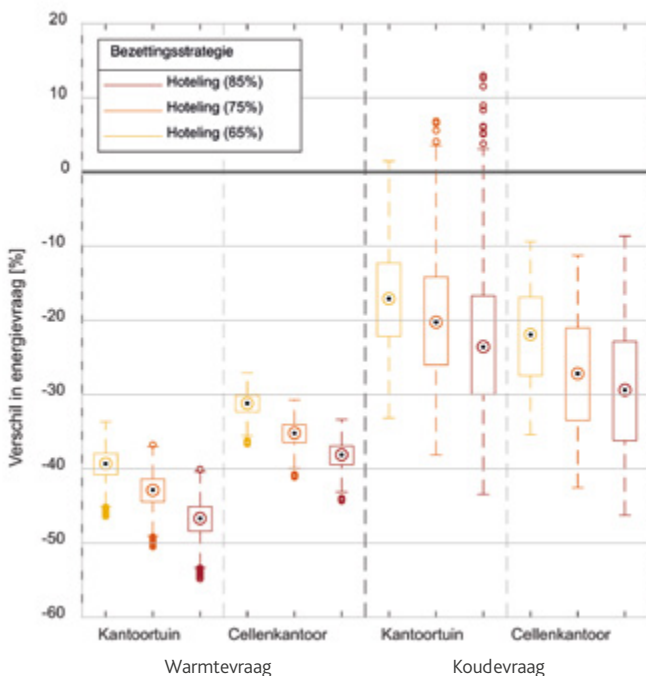 20
10
0
-10
-20
-30
-40
-50
-60
Verschil in energievraag [%]
Bezettingsstrategie
Hoteling (85%)
Hoteling (75%)
Hoteling (65%)
Kantoortuin Cellenkantoor Kantoortuin Cellenkantoor
Warmtevraag Koudevraag